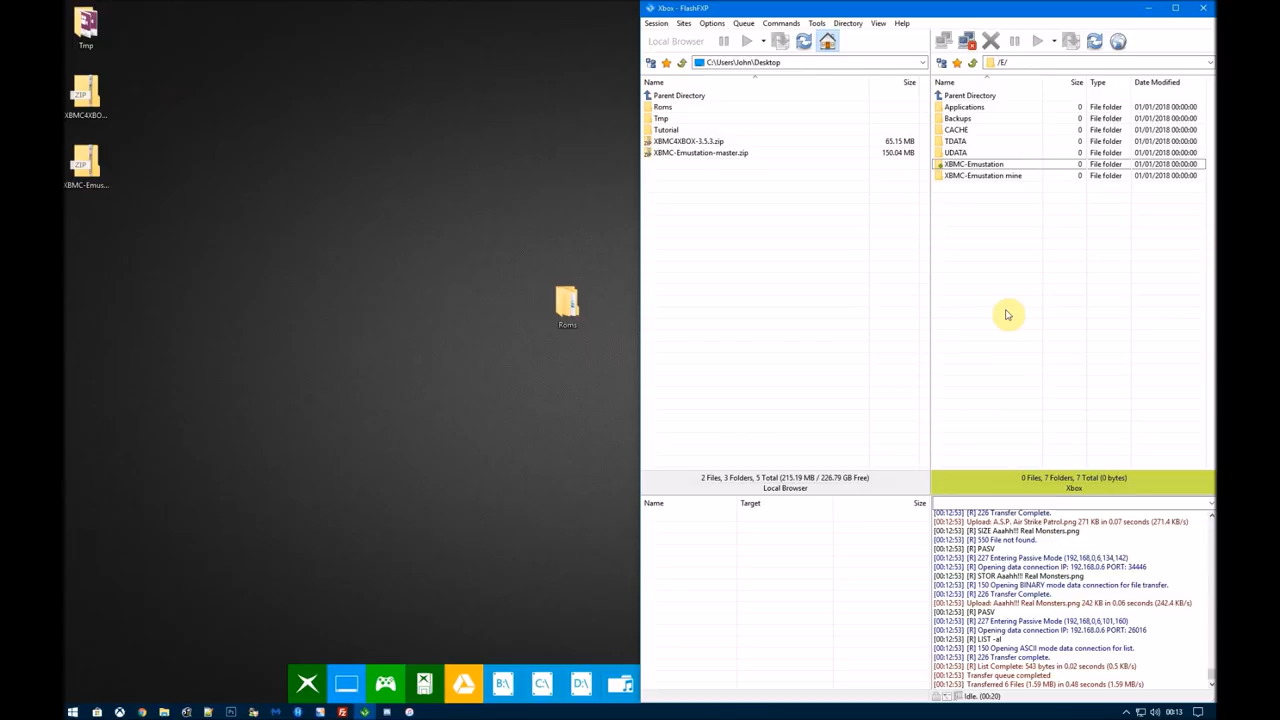 Tmp
XBMC4XBO...
XBMC-Emus...
Roms
Xbox - FlashFXP
Session Sites Options Queue Commands Tools Directory View Help
Local Browser
C:\Users\John\Desktop
Name Size
Parent Directory
Roms
Tmp
Tutorial
XBMC4XBOX-3.5.3.zip 65.15 MB
XBMC-Emustation-master.zip 150.04 MB
2 Files, 3 Folders, 5 Total (215.19 MB / 226.79 GB Free)
Local Browser
/E/
Name Size Type Date Modified
Parent Directory
Applications 0 File folder 01/01/2018 00:00:00
Backups 0 File folder 01/01/2018 00:00:00
CACHE 0 File folder 01/01/2018 00:00:00
TDATA 0 File folder 01/01/2018 00:00:00
UDATA 0 File folder 01/01/2018 00:00:00
XBMC-Emustation 0 File folder 01/01/2018 00:00:00
XBMC-Emustation mine 0 File folder 01/01/2018 00:00:00
0 Files, 7 Folders, 7 Total (0 bytes)
Xbox
Name Target Size
[00:12:53] [R] 226 Transfer Complete.
[00:12:53] Upload: A.S.P. Air Strike Patrol.png 271 KB in 0.07 seconds (271.4 KB/s)
[00:12:53] [R] SIZE Aaahh!!! Real Monsters.png
[00:12:53] [R] 550 File not found.
[00:12:53] [R] PASV
[00:12:53] [R] 227 Entering Passive Mode (192,168,0,6,134,142)
[00:12:53] [R] Opening data connection IP: 192.168.0.6 PORT: 34446
[00:12:53] [R] STOR Aaahh!!! Real Monsters.png
[00:12:53] [R] 150 Opening BINARY mode data connection for file transfer.
[00:12:53] [R] 226 Transfer Complete.
[00:12:53] Upload: Aaahh!!! Real Monsters.png 242 KB in 0.06 seconds (242.4 KB/s)
[00:12:53] [R] PASV
[00:12:53] [R] 227 Entering Passive Mode (192,168,0,6,101,160)
[00:12:53] [R] Opening data connection IP: 192.168.0.6 PORT: 26016
[00:12:53] [R] LIST -al
[00:12:53] [R] 150 Opening ASCII mode data connection for list.
[00:12:53] [R] 226 Transfer complete.
[00:12:53] [R] List Complete: 543 bytes in 0.02 seconds (0.5 KB/s)
[00:12:53] Transfer queue completed
[00:12:53] Transferred 6 Files (1.59 MB) in 0.48 seconds (1.59 MB/s)
Idle. (00:20)
B:\ C:\ D:\
00:13